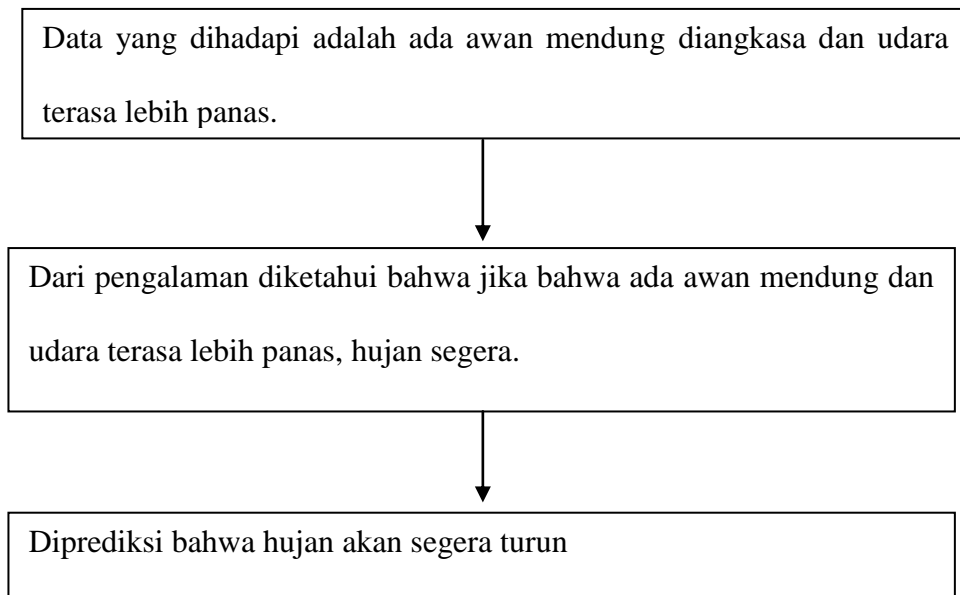 Data yang dihadapi adalah ada awan mendung diangkasa dan udara
terasa lebih panas.
Dari pengalaman diketahui bahwa jika bahwa ada awan mendung dan
udara terasa lebih panas, hujan segera.
Diprediksi bahwa hujan akan segera turun